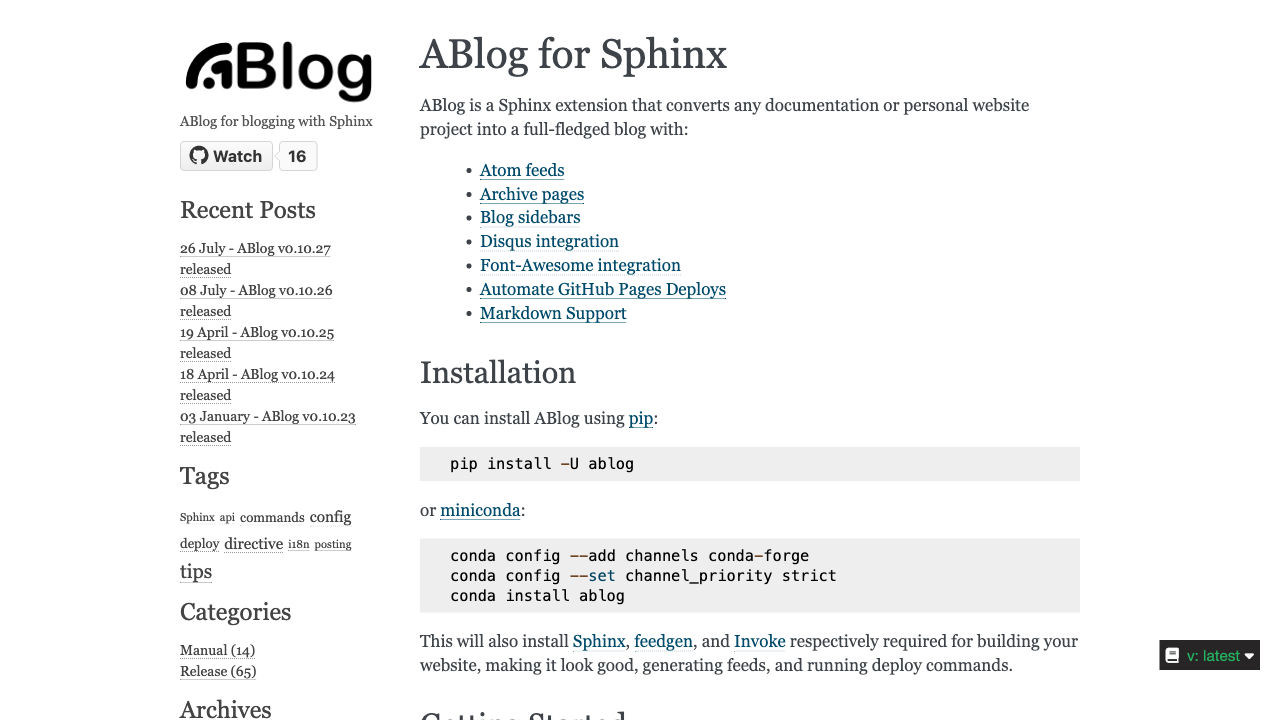 ABlog
ABlog for blogging with Sphinx
Watch 16
Recent Posts
26 July - ABlog v0.10.27
released
08 July - ABlog v0.10.26
released
19 April - ABlog v0.10.25
released
18 April - ABlog v0.10.24
released
03 January - ABlog v0.10.23
released
Tags
Sphinx api commands config
deploy directive i18n posting
tips
Categories
Manual (14)
Release (65)
Archives
ABlog for Sphinx
ABlog is a Sphinx extension that converts any documentation or personal website
project into a full-fledged blog with:
Atom feeds
Archive pages
Blog sidebars
Disqus integration
Font-Awesome integration
Automate GitHub Pages Deploys
Markdown Support
Installation
You can install ABlog using pip:
pip install -U ablog
or miniconda:
conda config --add channels conda-forge
conda config --set channel_priority strict
conda install ablog
This will also install Sphinx, feedgen, and Invoke respectively required for building your
website, making it look good, generating feeds, and running deploy commands.
Getting Started
v: latest